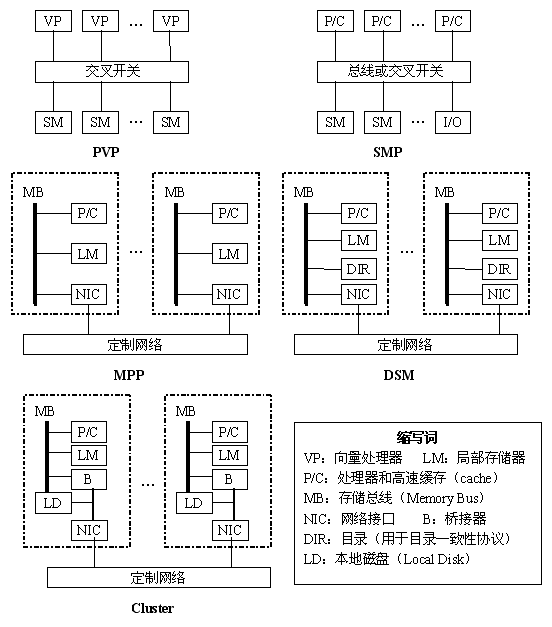 VP VP ... VP
交叉开关
SM SM ... SM
PVP
P/C P/C ... P/C
总线或交叉开关
SM SM ... I/O
SMP
MB
P/C
LM
NIC
...
MB
P/C
LM
NIC
定制网络
MPP
MB
P/C
LM
DIR
NIC
...
MB
P/C
LM
DIR
NIC
定制网络
DSM
MB
P/C
LM
B
LD
NIC
...
MB
P/C
LM
B
LD
NIC
定制网络
Cluster
缩写词
VP：向量处理器 LM：局部存储器
P/C：处理器和高速缓存（cache）
MB：存储总线（Memory Bus）
NIC：网络接口 B：桥接器
DIR：目录（用于目录一致性协议）
LD：本地磁盘（Local Disk）